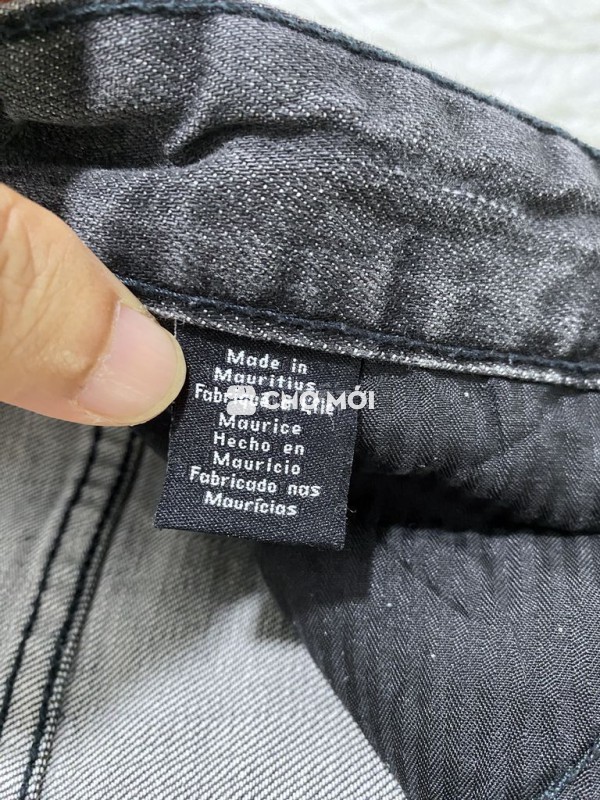 Made in
Mauritius
CHỢ MỚI
Maurice
Hecho en
Mauricio
Fabricado nas
Maurícias